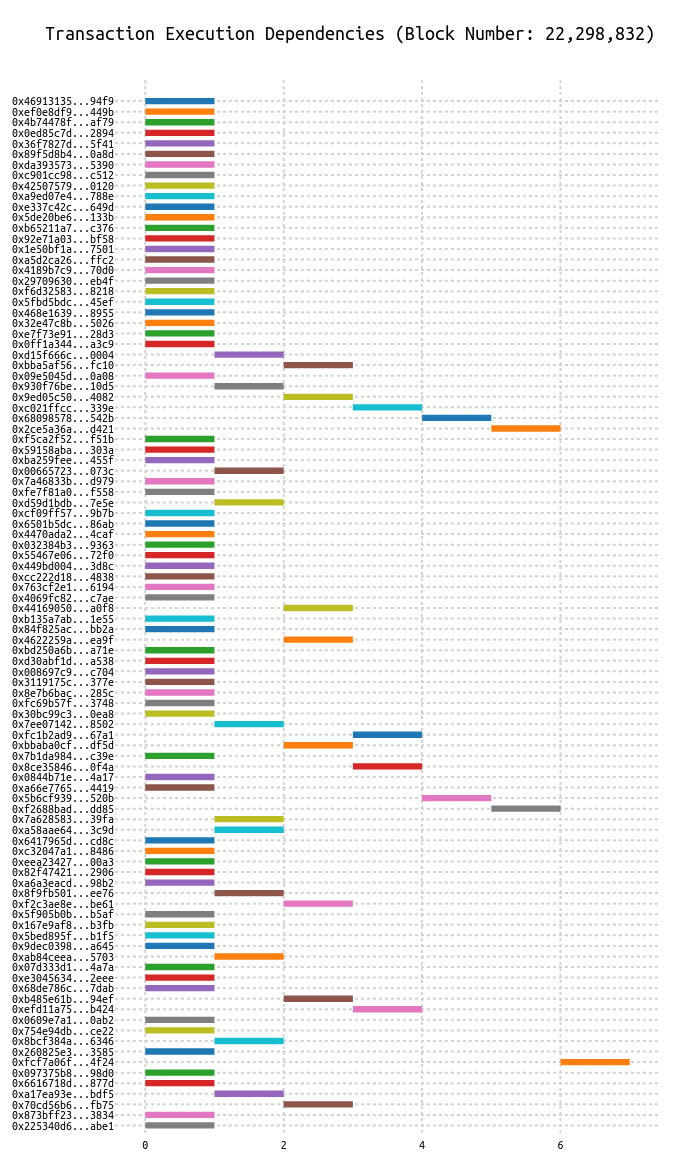 Transaction Execution Dependencies (Block Number: 22,298,832)
0x46913135...94f9
0xef0e8df9...449b
0x4b74478f...af79
0x0ed85c7d...2894
0x36f7827d...5f41
0x89f5d8b4...0a8d
0xda393573...5390
0xc901cc98...c512
0x42507579...0120
0xa9ed07e4...788e
0xe337c42c...649d
0x5de20be6...133b
0xb65211a7...c376
0x92e71a03...bf58
0x1e50bf1a...7501
0xa5d2ca26...ffc2
0x4189b7c9...70d0
0x29709630...eb4f
0xf6d32583...8218
0x5fbd5bdc...45ef
0x468e1639...8955
0x32e47c8b...5026
0xe7f73e91...28d3
0x0ff1a344...a3c9
0xd15f666c...0004
0xbba5af56...fc10
0x09e5045d...0a08
0x930f76be...10d5
0x9ed05c50...4082
0xc021ffcc...339e
0x68098578...542b
0x2ce5a36a...d421
0xf5ca2f52...f51b
0x59158aba...303a
0xba259fee...455f
0x00665723...073c
0x7a46833b...d979
0xfe7f81a0...f558
0xd59d1bdb...7e5e
0xcf09ff57...9b7b
0x6501b5dc...86ab
0x4470ada2...4caf
0x032384b3...9363
0x55467e06...72f0
0x449bd004...3d8c
0xcc222d18...4838
0x763cf2e1...6194
0x4069fc82...c7ae
0x44169050...a0f8
0xb135a7ab...1e55
0x84f825ac...bb2a
0x4622259a...ea9f
0xbd250a6b...a71e
0xd30abf1d...a538
0x008697c9...c704
0x3119175c...377e
0x8e7b6bac...285c
0xfc69b57f...3748
0x30bc99c3...0ea8
0x7ee07142...8502
0xfc1b2ad9...67a1
0xbbaba0cf...df5d
0x7b1da984...c39e
0x8ce35846...0f4a
0x0844b71e...4a17
0xa66e7765...4419
0x5b6cf939...520b
0xf2688bad...dd85
0x7a628583...39fa
0xa58aae64...3c9d
0x6417965d...cd8c
0xc32047a1...8486
0xeea23427...00a3
0x82f47421...2906
0xa6a3eacd...98b2
0x8f9fb501...ee76
0xf2c3ae8e...be61
0x5f905b0b...b5af
0x167e9af8...b3fb
0x5bed895f...b1f5
0x9dec0398...a645
0xab84ceea...5703
0x07d333d1...4a7a
0xe3045634...2eee
0x68de786c...7dab
0xb485e61b...94ef
0xefd11a75...b424
0x0609e7a1...0ab2
0x754e94db...ce22
0x8bcf384a...6346
0x260825e3...3585
0xfcf7a06f...4f24
0x097375b8...98d0
0x6616718d...877d
0xa17ea93e...bdf5
0x70cd56b6...fb75
0x873bff23...3834
0x225340d6...abe1
0 2 4 6